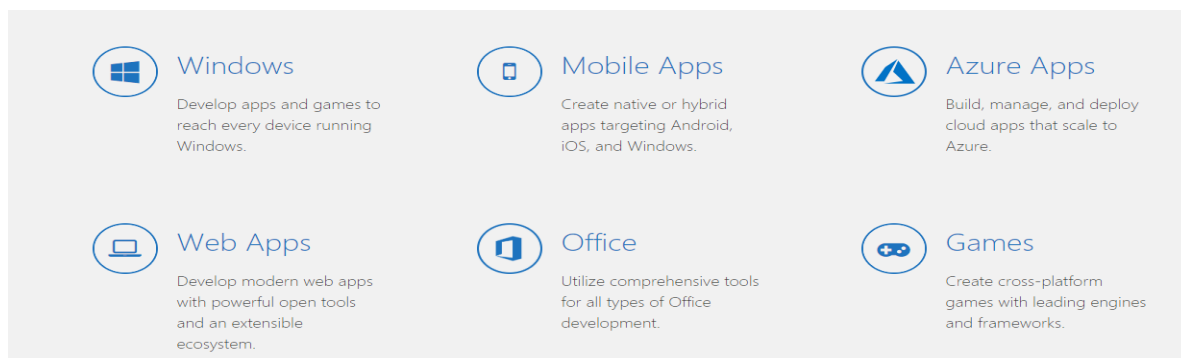 Windows
Develop apps and games to
reach every device running
Windows.
Mobile Apps
Create native or hybrid
apps targeting Android,
iOS, and Windows.
Azure Apps
Build, manage, and deploy
cloud apps that scale to
Azure.
Web Apps
Develop modern web apps
with powerful open tools
and an extensible
ecosystem.
Office
Utilize comprehensive tools
for all types of Office
development.
Games
Create cross-platform
games with leading engines
and frameworks.